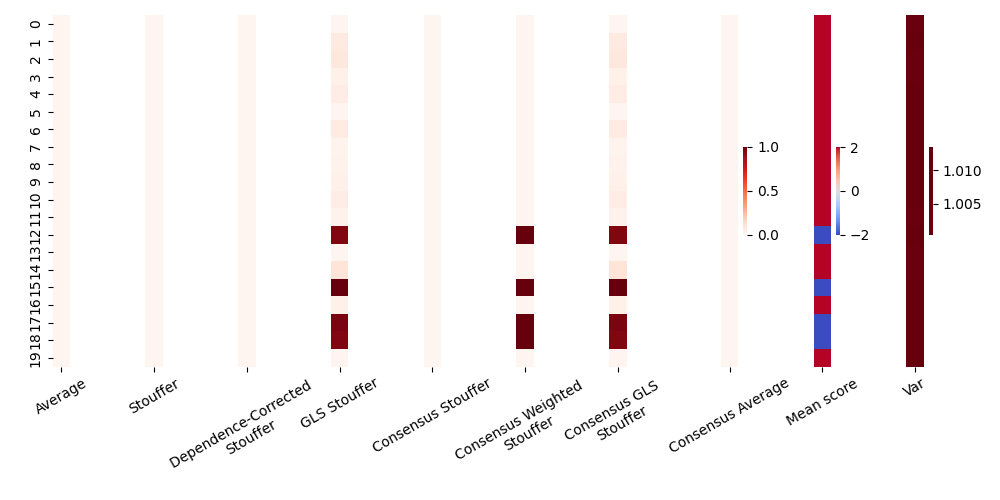 0
1
2
3
4
5
6
7
8
9
10
11
12
13
14
15
16
17
18
19
1.0
0.5
0.0
2
0
−2
1.010
1.005
Average
Stouffer
Dependence-Corrected
Stouffer
GLS Stouffer
Consensus Stouffer
Consensus Weighted
Stouffer
Consensus GLS
Stouffer
Consensus Average
Mean score
Var